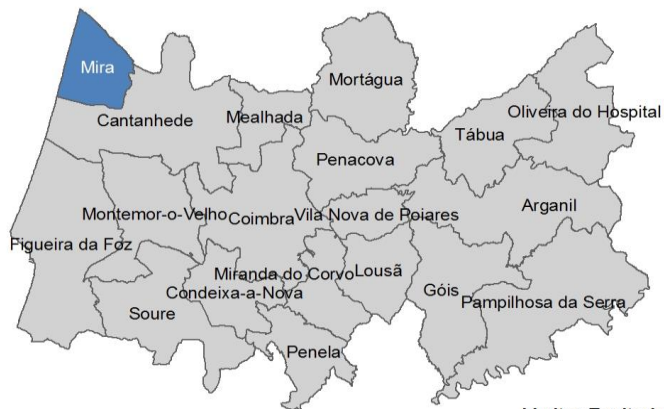 Mira
Mortágua
Cantanhede
Mealhada
Oliveira do Hospital
Tábua
Penacova
Arganil
Montemor-o-Velho
Coimbra
Vila Nova de Poiares
Figueira da Foz
Miranda do Corvo
Lousã
Condeixa-a-Nova
Góis
Pampilhosa da Serra
Soure
Penela